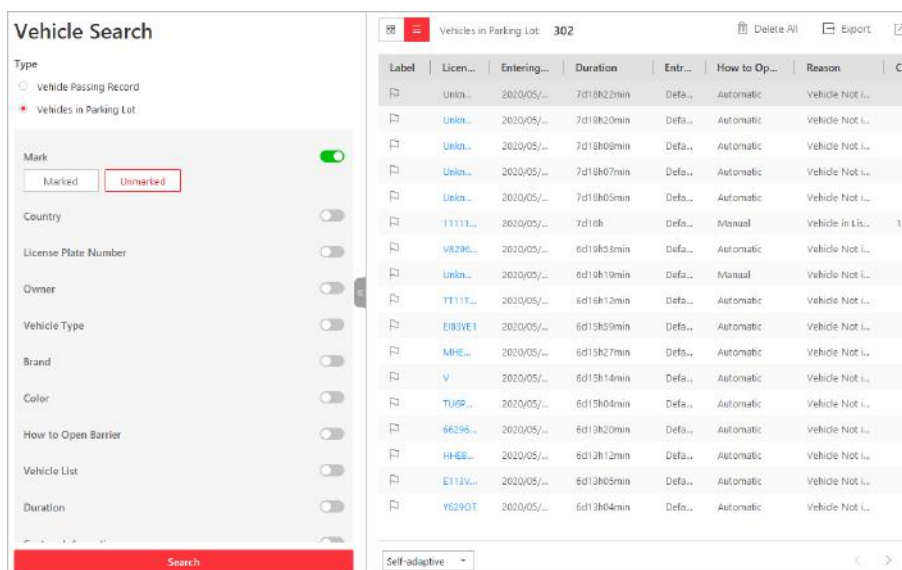 Vehicle Search
Type
Vehicle Passing Record
Vehicles in Parking Lot
Mark
Marked Unmarked
Country
License Plate Number
Owner
Vehicle Type
Brand
Color
How to Open Barrier
Vehicle List
Duration
Search
Vehicles in Parking Lot: 302 Delete All Export
Label Licen... Entering... Duration Entr... How to Op... Reason C
Unkn... 2020/05/... 7d18h22min Defa... Automatic Vehicle Not i...
Unkn... 2020/05/... 7d18h20min Defa... Automatic Vehicle Not i...
Unkn... 2020/05/... 7d18h08min Defa... Automatic Vehicle Not i...
Unkn... 2020/05/... 7d18h07min Defa... Automatic Vehicle Not i...
Unkn... 2020/05/... 7d18h05min Defa... Automatic Vehicle Not i...
11111... 2020/05/... 7d16h Defa... Manual Vehicle in Lis... 1
V8296... 2020/05/... 6d19h53min Defa... Automatic Vehicle Not i...
Unkn... 2020/05/... 6d19h19min Defa... Manual Vehicle Not i...
TT11T... 2020/05/... 6d16h12min Defa... Automatic Vehicle Not i...
EI83YE1 2020/05/... 6d15h59min Defa... Automatic Vehicle Not i...
MHE... 2020/05/... 6d15h27min Defa... Automatic Vehicle Not i...
V 2020/05/... 6d15h14min Defa... Automatic Vehicle Not i...
TU6P... 2020/05/... 6d15h04min Defa... Automatic Vehicle Not i...
66296... 2020/05/... 6d13h20min Defa... Automatic Vehicle Not i...
HHEB... 2020/05/... 6d13h12min Defa... Automatic Vehicle Not i...
E113V... 2020/05/... 6d13h05min Defa... Automatic Vehicle Not i...
Y629OT 2020/05/... 6d13h04min Defa... Automatic Vehicle Not i...
Self-adaptive